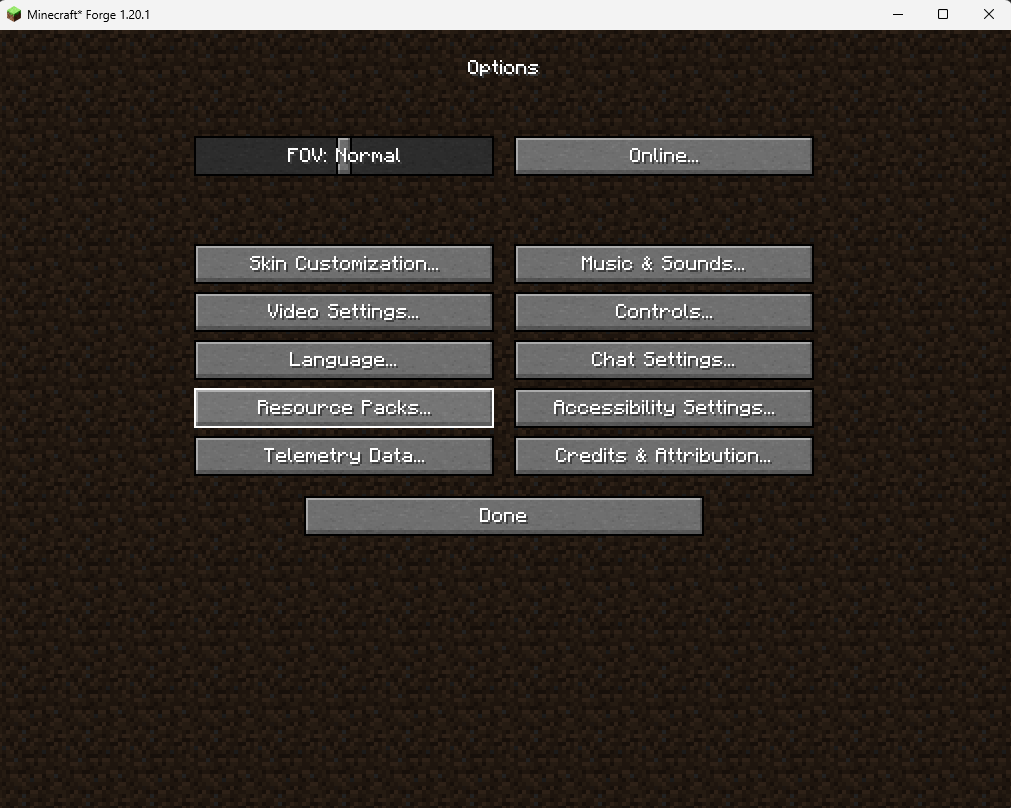 Minecraft* Forge 1.20.1
Options
FOV: Normal
Online...
Skin Customization...
Music & Sounds...
Video Settings...
Controls...
Language...
Chat Settings...
Resource Packs...
Accessibility Settings...
Telemetry Data...
Credits & Attribution...
Done